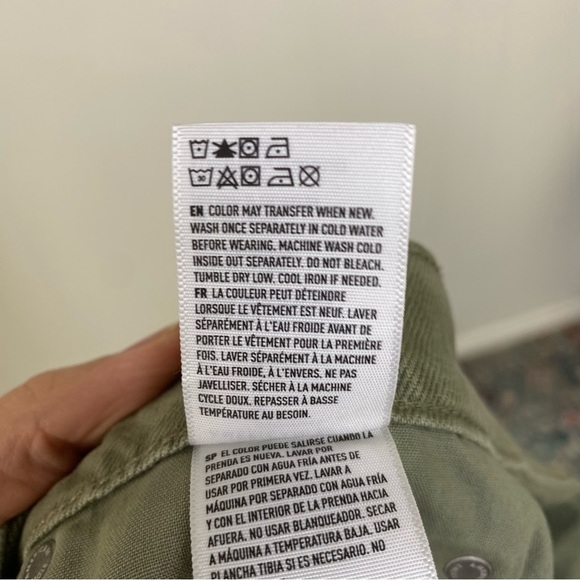 30
EN COLOR MAY TRANSFER WHEN NEW.
WASH ONCE SEPARATELY IN COLD WATER
BEFORE WEARING. MACHINE WASH COLD
INSIDE OUT SEPARATELY. DO NOT BLEACH.
TUMBLE DRY LOW. COOL IRON IF NEEDED.
FR LA COULEUR PEUT DÉTEINDRE
LORSQUE LE VÊTEMENT EST NEUF. LAVER
SÉPARÉMENT À L'EAU FROIDE AVANT DE
PORTER LE VÊTEMENT POUR LA PREMIÈRE
FOIS. LAVER SÉPARÉMENT À LA MACHINE
À L'EAU FROIDE, À L'ENVERS. NE PAS
JAVELLISER. SÉCHER À LA MACHINE
CYCLE DOUX. REPASSER À BASSE
TEMPÉRATURE AU BESOIN.
SP EL COLOR PUEDE SALIRSE CUANDO LA
PRENDA ES NUEVA. LAVAR POR
SEPARADO CON AGUA FRÍA ANTES DE
USAR POR PRIMERA VEZ. LAVAR A
MÁQUINA POR SEPARADO CON AGUA FRÍA
Y CON EL INTERIOR DE LA PRENDA HACIA
AFUERA. NO USAR BLANQUEADOR. SECAR
A MÁQUINA A TEMPERATURA BAJA. USAR
PLANCHA TIBIA SI ES NECESARIO. NO